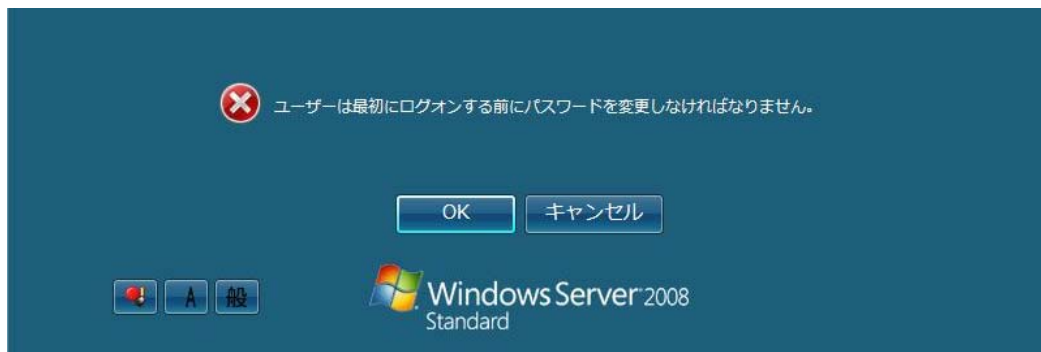 ユーザーは最初にログオンする前にパスワードを変更しなければなりません。
OK キャンセル
A 般
Windows Server 2008
Standard